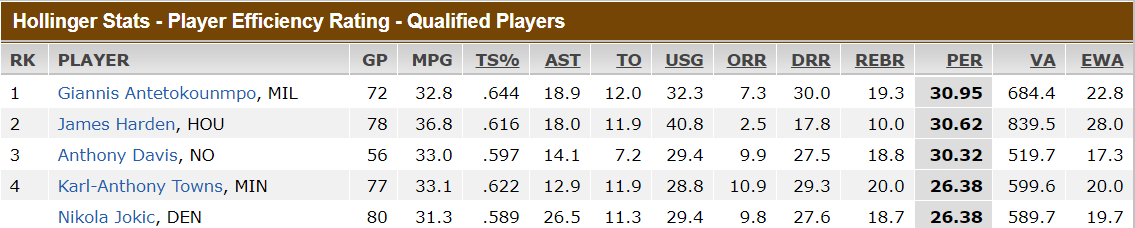 Hollinger Stats - Player Efficiency Rating - Qualified Players
RK PLAYER GP MPG TS% AST TO USG ORR DRR REBR PER VA EWA
1 Giannis Antetokounmpo, MIL 72 32.8 .644 18.9 12.0 32.3 7.3 30.0 19.3 30.95 684.4 22.8
2 James Harden, HOU 78 36.8 .616 18.0 11.9 40.8 2.5 17.8 10.0 30.62 839.5 28.0
3 Anthony Davis, NO 56 33.0 .597 14.1 7.2 29.4 9.9 27.5 18.8 30.32 519.7 17.3
4 Karl-Anthony Towns, MIN 77 33.1 .622 12.9 11.9 28.8 10.9 29.3 20.0 26.38 599.6 20.0
Nikola Jokic, DEN 80 31.3 .589 26.5 11.3 29.4 9.8 27.6 18.7 26.38 589.7 19.7